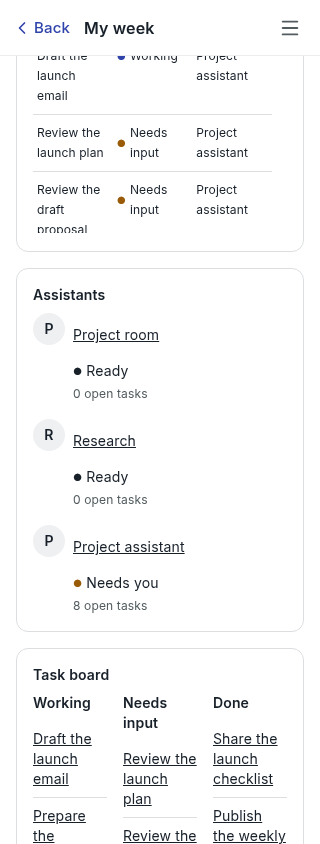 Back My week
Draft the Working Project
launch assistant
email
Review the Needs Project
launch plan input assistant
Review the Needs Project
draft input assistant
proposal
Assistants
P Project room
Ready
0 open tasks
R Research
Ready
0 open tasks
P Project assistant
Needs you
8 open tasks
Task board
Working Needs Done
input
Draft the Share the
launch Review the launch
email launch checklist
plan
Prepare Publish
the Review the the weekly